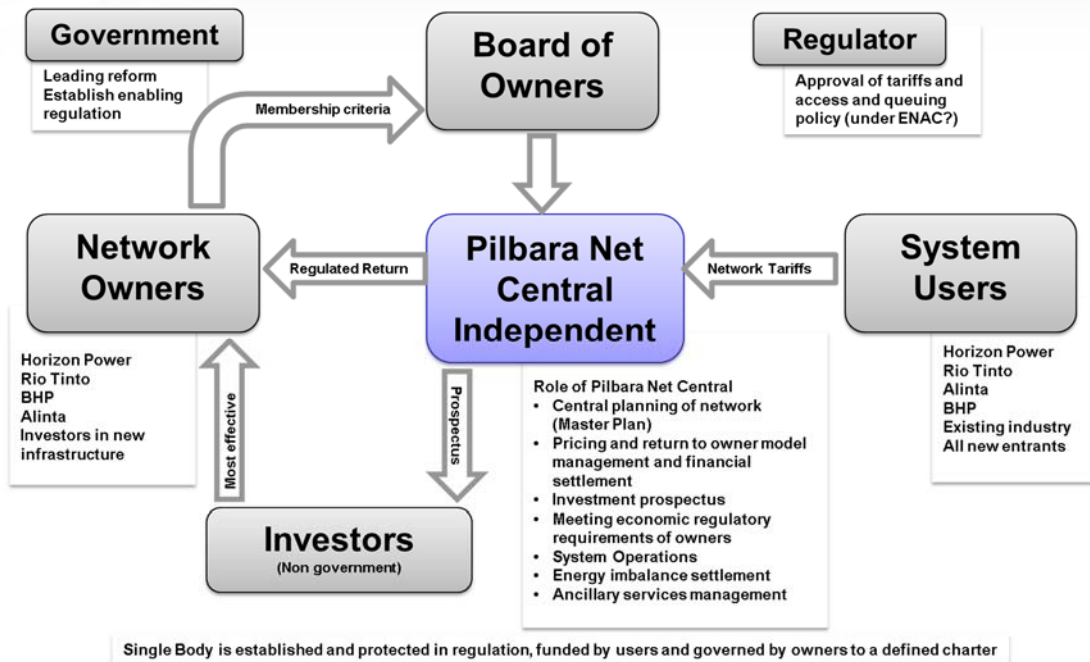 Government
Leading reform
Establish enabling
regulation
Board of
Owners
Regulator
Approval of tariffs and
access and queuing
policy (under ENAC?)
Membership criteria
Network
Owners
Regulated Return
Pilbara Net
Central
Independent
Network Tariffs
System
Users
Horizon Power
Rio Tinto
BHP
Alinta
Investors in new
infrastructure
Most effective
Prospectus
Investors
(Non government)
Role of Pilbara Net Central
• Central planning of network
(Master Plan)
• Pricing and return to owner model
management and financial
settlement
• Investment prospectus
• Meeting economic regulatory
requirements of owners
• System Operations
• Energy imbalance settlement
• Ancillary services management
Horizon Power
Rio Tinto
Alinta
BHP
Existing industry
All new entrants
Single Body is established and protected in regulation, funded by users and governed by owners to a defined charter